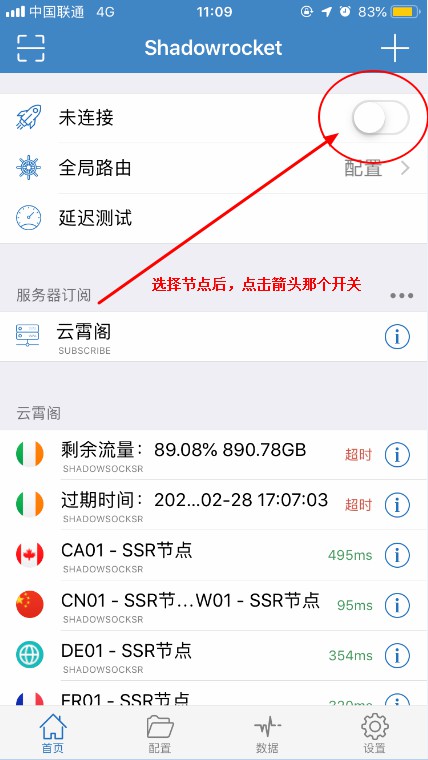 中国联通 4G 11:09 83%
Shadowrocket
未连接
全局路由 配置
延迟测试
选择节点后，点击箭头那个开关
服务器订阅
云霄阁
SUBSCRIBE
云霄阁
剩余流量：89.08% 890.78GB 超时
SHADOWSOCKSR
过期时间：202...02-28 17:07:03 超时
SHADOWSOCKSR
CA01 - SSR节点 495ms
SHADOWSOCKSR
CN01 - SSR节...W01 - SSR节点 95ms
SHADOWSOCKSR
DE01 - SSR节点 354ms
SHADOWSOCKSR
FR01 - SSR节点
首页 配置 数据 设置